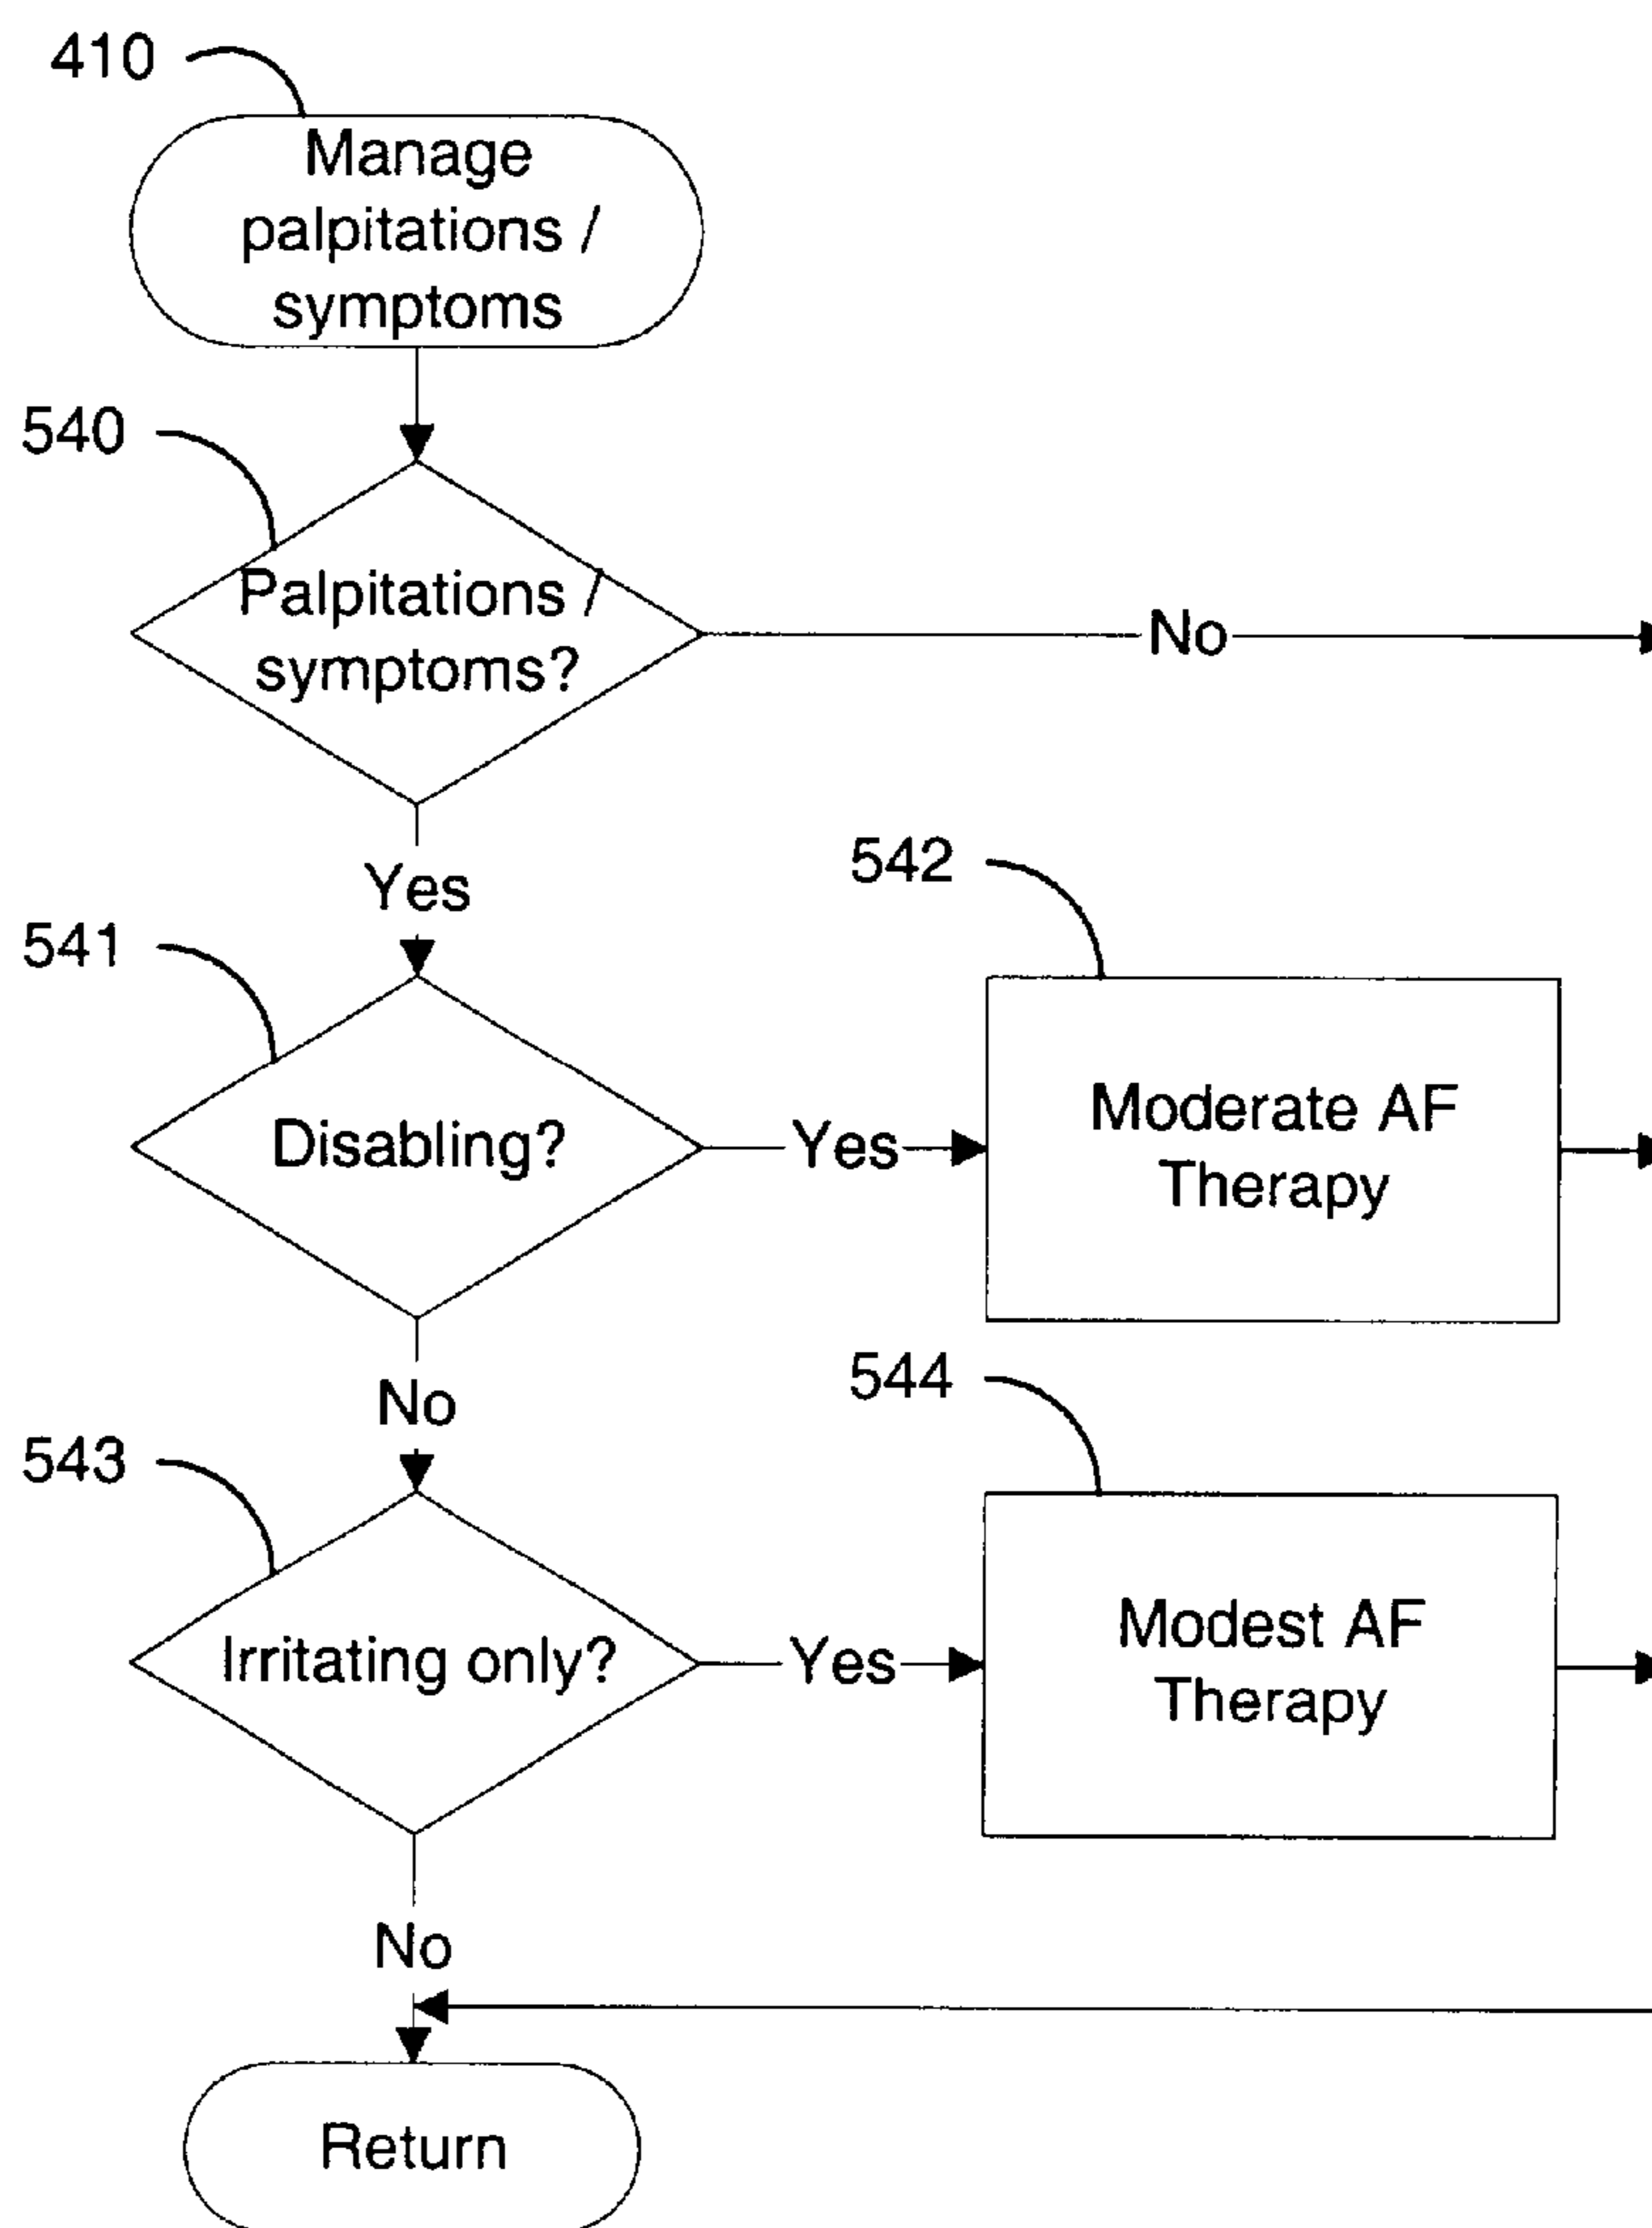 410
Manage
palpitations /
symptoms
540
Palpitations /
symptoms?
No
Yes
541
Disabling?
Yes
542
Moderate AF
Therapy
No
543
Irritating only?
Yes
544
Modest AF
Therapy
No
Return